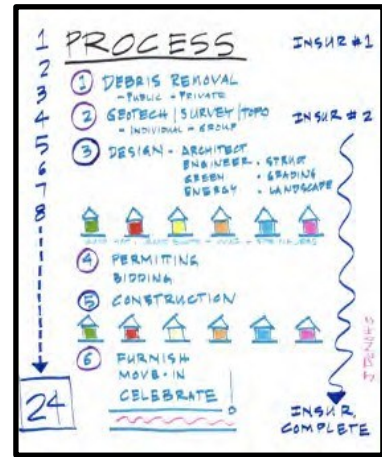 1 PROCESS INSUR #1
2
3 ① DEBRIS REMOVAL
- PUBLIC - PRIVATE
4 ② GEOTECH | SURVEY | TOPO INSUR # 2
- INDIVIDUAL - GROUP
5 ③ DESIGN - ARCHITECT
6 ENGINEER - STRUCT
7 GREEN - GRADING
8 ENERGY - LANDSCAPE
④ PERMITTING
BIDDING
⑤ CONSTRUCTION
⑥ FURNISH
MOVE-IN
24 CELEBRATE!
INSUR.
COMPLETE